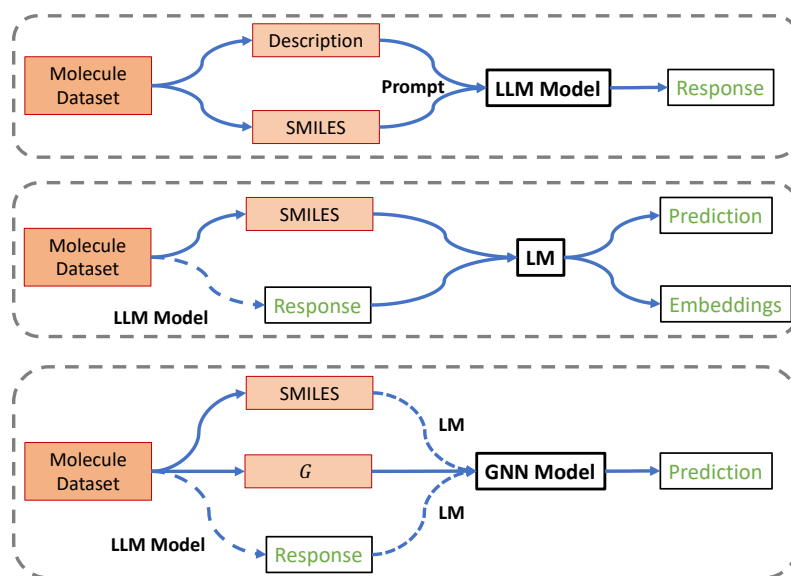 Description
Molecule
Dataset
Prompt
LLM Model
Response
SMILES
SMILES
Prediction
Molecule
Dataset
LM
LLM Model
Response
Embeddings
SMILES
LM
Molecule
Dataset
G
GNN Model
Prediction
LM
LLM Model
Response